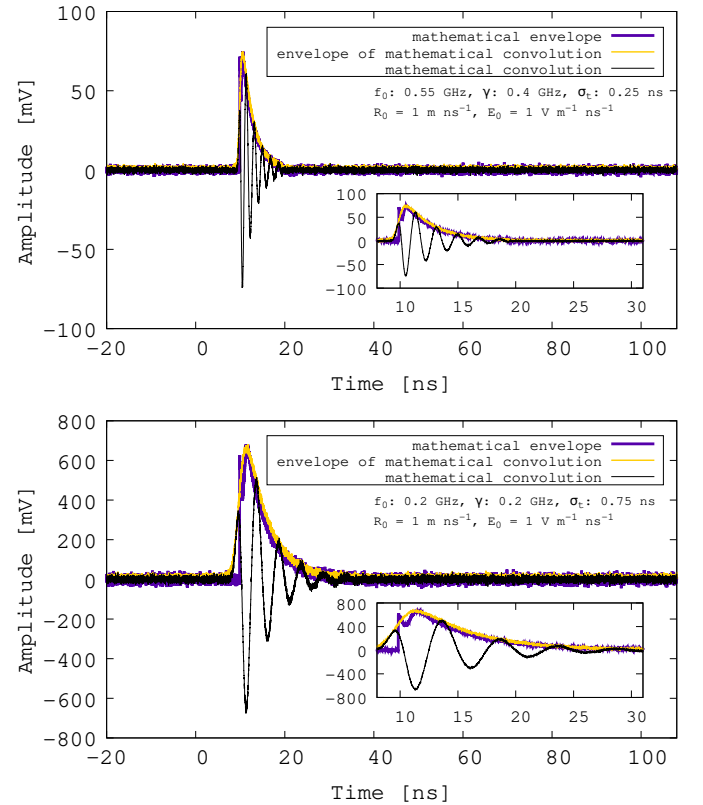 100
50
0
−50
−100
Amplitude [mV]
mathematical envelope
envelope of mathematical convolution
mathematical convolution
f₀: 0.55 GHz, γ: 0.4 GHz, σₜ: 0.25 ns
R₀ = 1 m ns⁻¹, E₀ = 1 V m⁻¹ ns⁻¹
100
50
0
−50
−100
10 15 20 25 30
−20 0 20 40 60 80 100
Time [ns]
800
600
400
200
0
−200
−400
−600
−800
Amplitude [mV]
mathematical envelope
envelope of mathematical convolution
mathematical convolution
f₀: 0.2 GHz, γ: 0.2 GHz, σₜ: 0.75 ns
R₀ = 1 m ns⁻¹, E₀ = 1 V m⁻¹ ns⁻¹
800
400
0
−400
−800
10 15 20 25 30
−20 0 20 40 60 80 100
Time [ns]